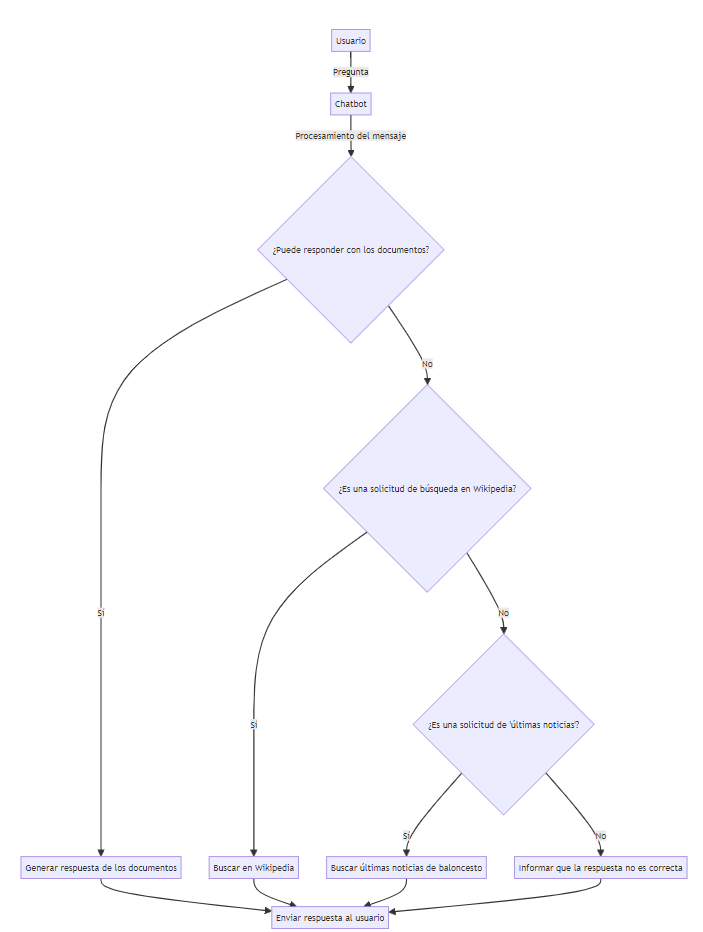 Usuario
Pregunta
Chatbot
Procesamiento del mensaje
¿Puede responder con los documentos?
No
¿Es una solicitud de búsqueda en Wikipedia?
Sí
No
Sí
¿Es una solicitud de 'últimas noticias'?
Sí
No
Generar respuesta de los documentos
Buscar en Wikipedia
Buscar últimas noticias de baloncesto
Informar que la respuesta no es correcta
Enviar respuesta al usuario